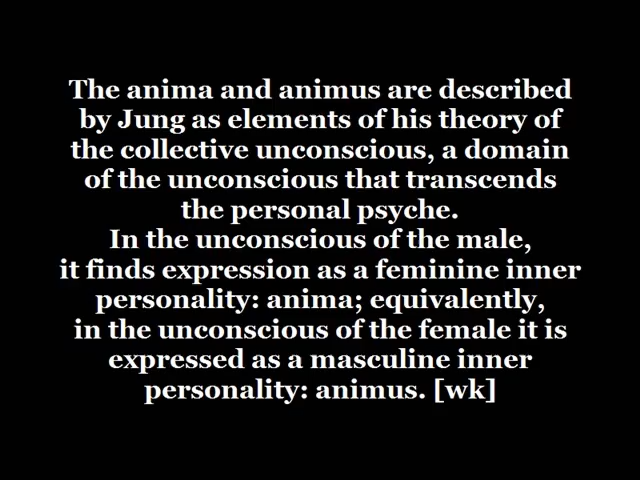 The anima and animus are described
by Jung as elements of his theory of
the collective unconscious, a domain
of the unconscious that transcends
the personal psyche.
In the unconscious of the male,
it finds expression as a feminine inner
personality: anima; equivalently,
in the unconscious of the female it is
expressed as a masculine inner
personality: animus. [wk]